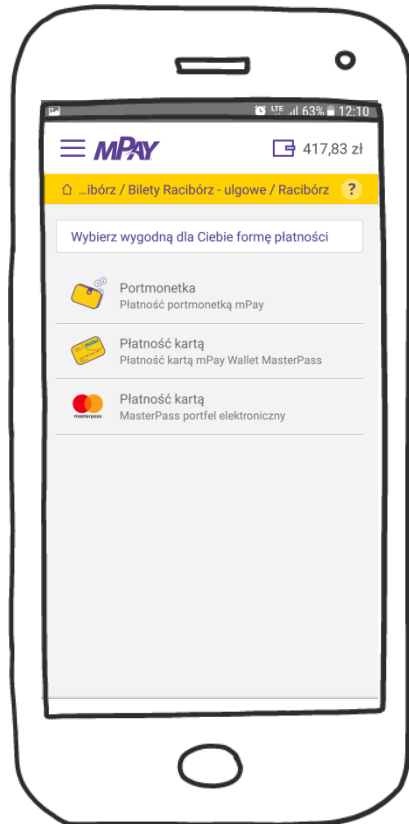 LTE 63% 12:10
mPAY 417,83 zł
...ibórz / Bilety Racibórz - ulgowe / Racibórz ?
Wybierz wygodną dla Ciebie formę płatności
Portmonetka
Płatność portmonetką mPay
Płatność kartą
Płatność kartą mPay Wallet MasterPass
Płatność kartą
masterpass MasterPass portfel elektroniczny